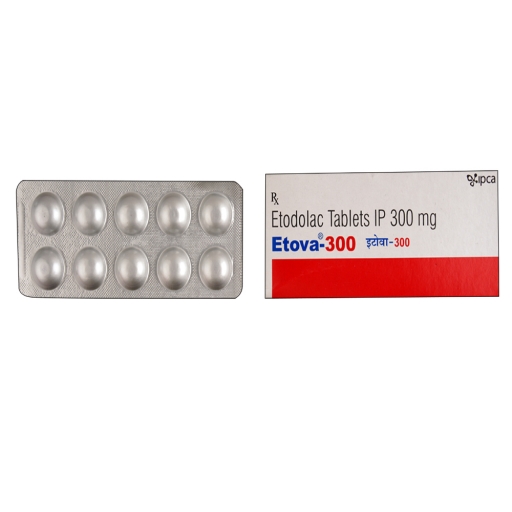 ipca
Rx
Etodolac Tablets IP 300 mg
Etova®-300 इटोवा-300